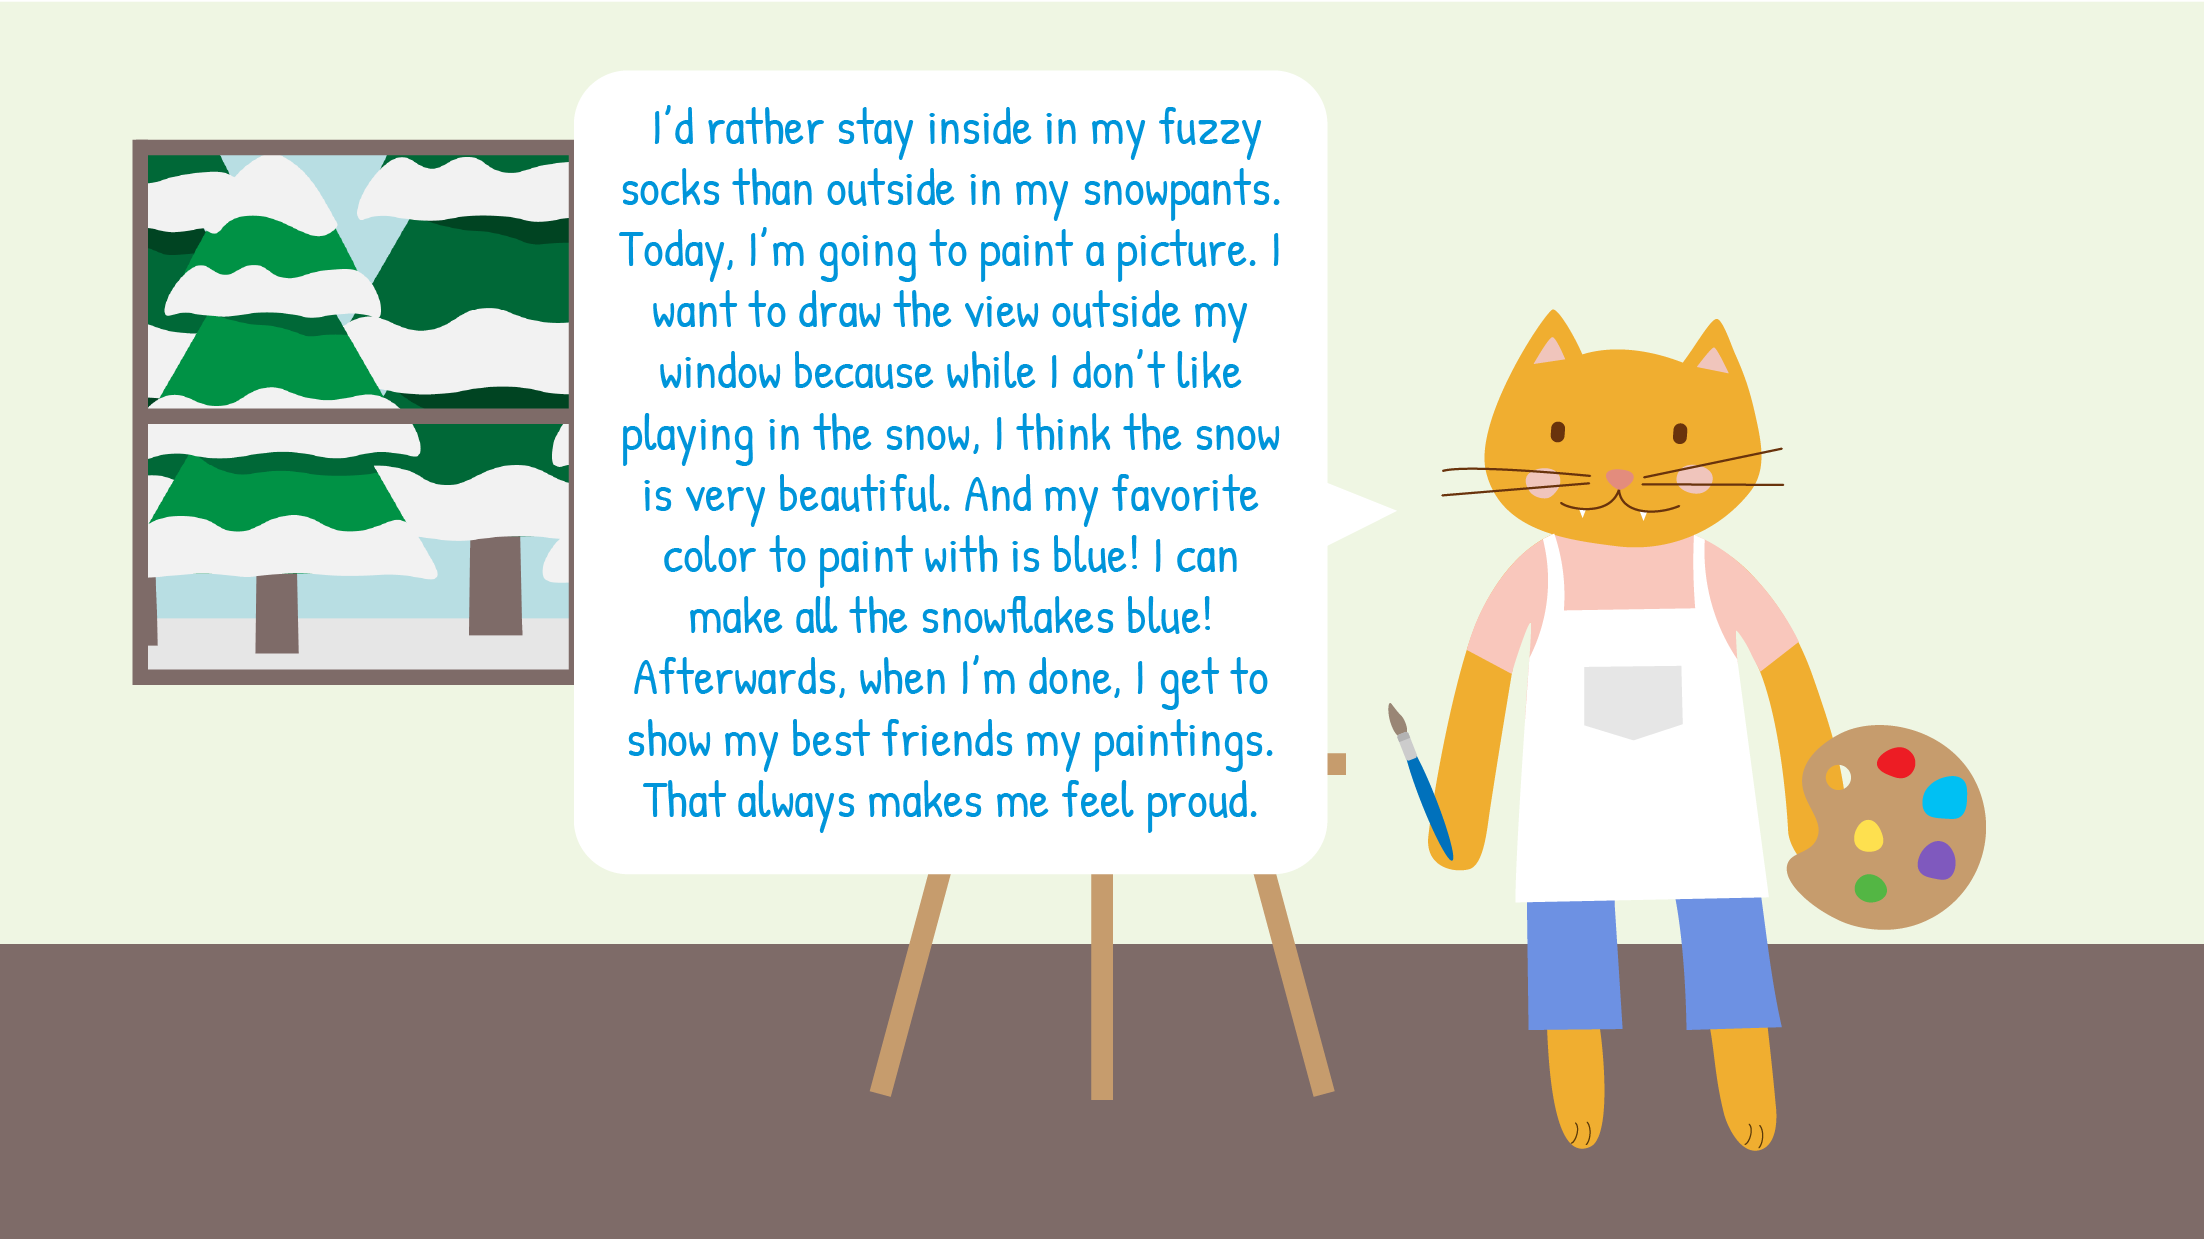 I'd rather stay inside in my fuzzy
socks than outside in my snowpants.
Today, I'm going to paint a picture. I
want to draw the view outside my
window because while I don't like
playing in the snow, I think the snow
is very beautiful. And my favorite
color to paint with is blue! I can
make all the snowflakes blue!
Afterwards, when I'm done, I get to
show my best friends my paintings.
That always makes me feel proud.